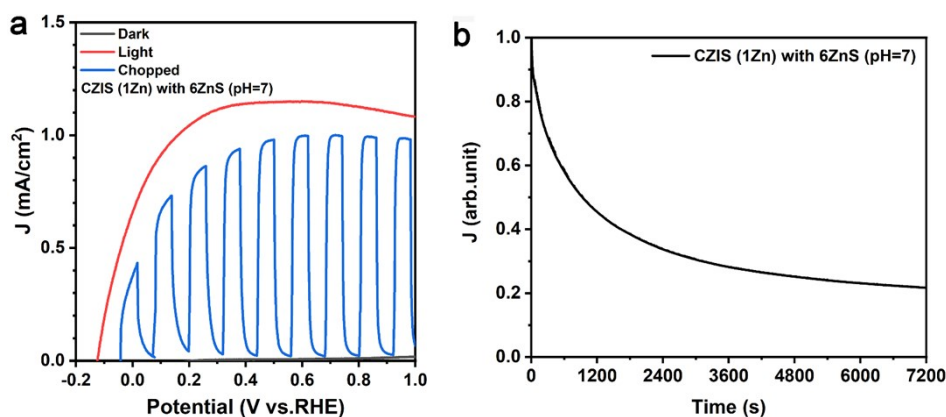 a
Dark
Light
Chopped
CZIS (1Zn) with 6ZnS (pH=7)
J (mA/cm²)
1.5
1.0
0.5
0.0
-0.2 0.0 0.2 0.4 0.6 0.8 1.0
Potential (V vs.RHE)
b
CZIS (1Zn) with 6ZnS (pH=7)
J (arb.unit)
1.0
0.8
0.6
0.4
0.2
0.0
0 1200 2400 3600 4800 6000 7200
Time (s)